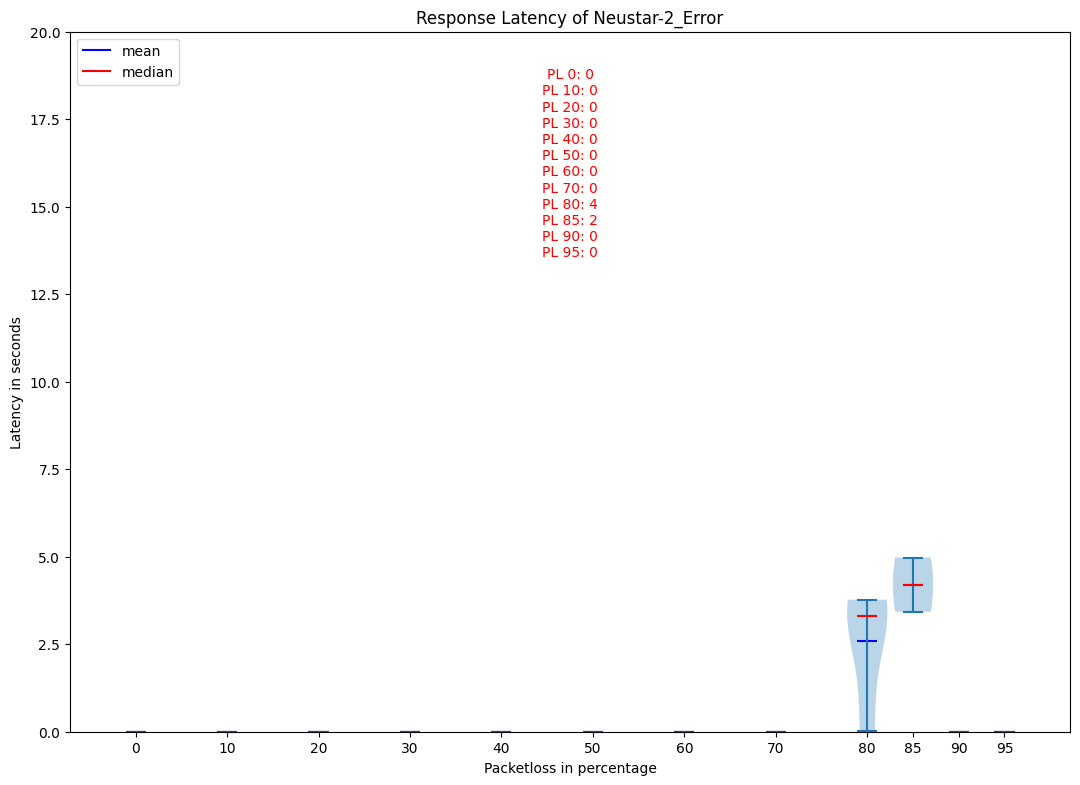 Response Latency of Neustar-2_Error
mean
median
PL 0: 0
PL 10: 0
PL 20: 0
PL 30: 0
PL 40: 0
PL 50: 0
PL 60: 0
PL 70: 0
PL 80: 4
PL 85: 2
PL 90: 0
PL 95: 0
Latency in seconds
20.0
17.5
15.0
12.5
10.0
7.5
5.0
2.5
0.0
0 10 20 30 40 50 60 70 80 85 90 95
Packetloss in percentage